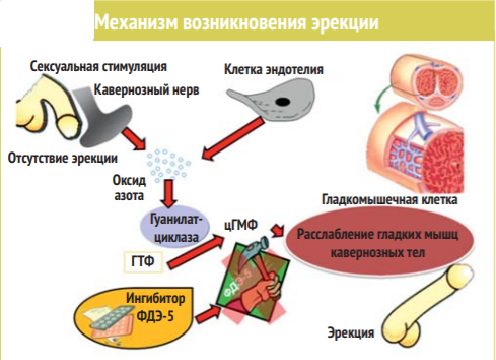 Механизм возникновения эрекции
Сексуальная стимуляция
Кавернозный нерв
Клетка эндотелия
Отсутствие эрекции
Оксид
азота
Гладкомышечная клетка
Гуанилат-
циклаза
цГМФ
Расслабление гладких мышц
кавернозных тел
ГТФ
ФДЭ-5
Ингибитор
ФДЭ-5
Эрекция